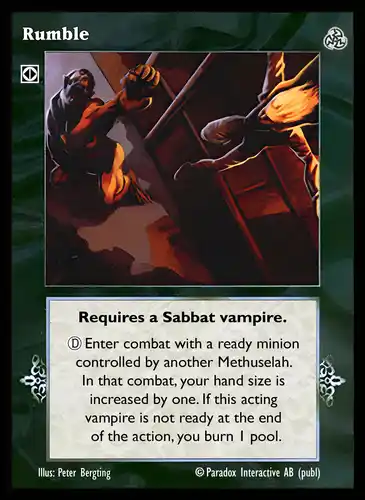 Rumble
Requires a Sabbat vampire.
Ⓓ Enter combat with a ready minion
controlled by another Methuselah.
In that combat, your hand size is
increased by one. If this acting
vampire is not ready at the end
of the action, you burn 1 pool.
Illus: Peter Bergting
© Paradox Interactive AB (publ)